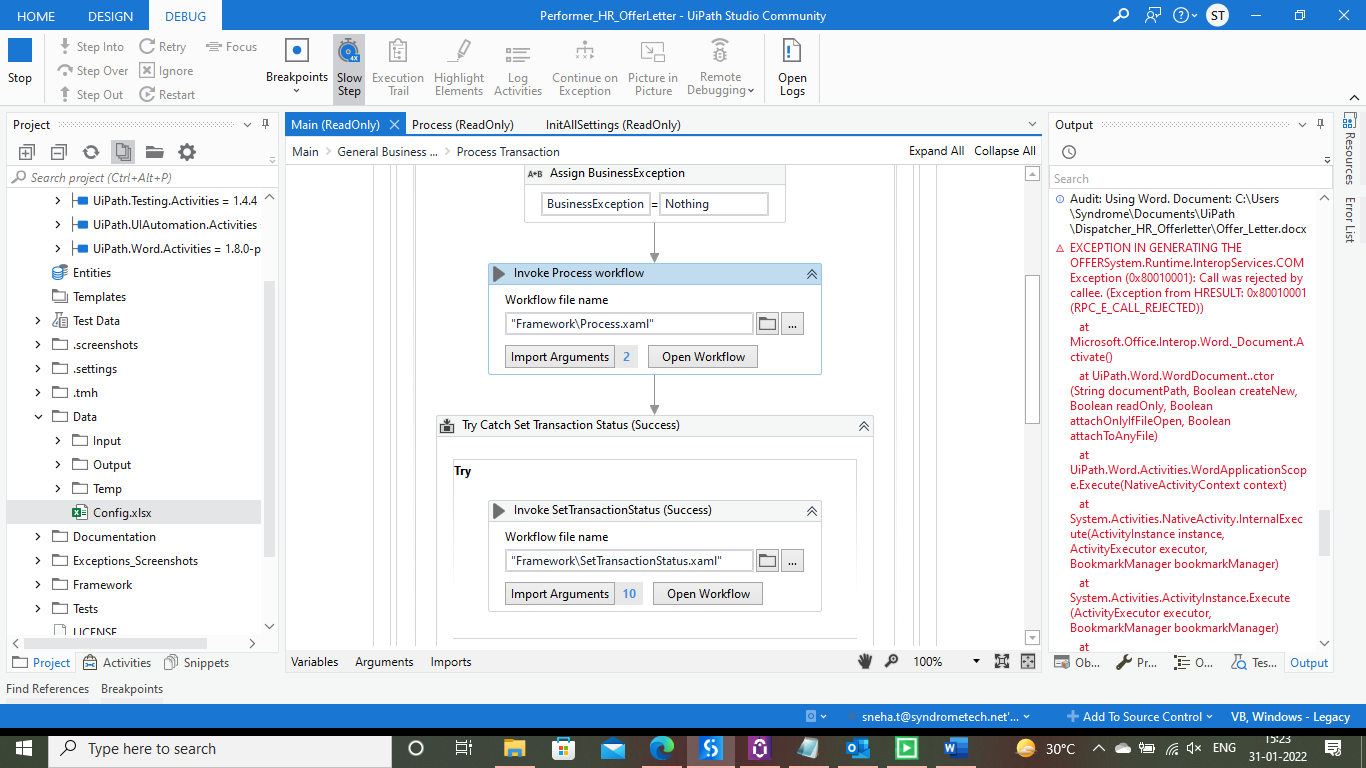 HOME
DESIGN
DEBUG
Performer_HR_OfferLetter - UiPath Studio Community
ST
Stop
Step Into
Step Over
Step Out
Retry
Ignore
Restart
Focus
Breakpoints
Slow
Step
4X
Execution
Trail
Highlight
Elements
Log
Activities
Continue on
Exception
Picture in
Picture
Remote
Debugging
Open
Logs
Project
Search project (Ctrl+Alt+P)
UiPath.Testing.Activities = 1.4.4
UiPath.UIAutomation.Activities
UiPath.Word.Activities = 1.8.0-p
Entities
Templates
Test Data
.screenshots
.settings
.tmh
Data
Input
Output
Temp
Config.xlsx
Documentation
Exceptions_Screenshots
Framework
Tests
LICENSE
Project
Activities
Snippets
Find References
Breakpoints
Main (ReadOnly)
Process (ReadOnly)
InitAllSettings (ReadOnly)
Main
General Business ...
Process Transaction
Expand All
Collapse All
A+B
Assign BusinessException
BusinessException
=
Nothing
Invoke Process workflow
Workflow file name
"Framework\Process.xaml"
...
Import Arguments
2
Open Workflow
Try Catch Set Transaction Status (Success)
Try
Invoke SetTransactionStatus (Success)
Workflow file name
"Framework\SetTransactionStatus.xaml"
...
Import Arguments
10
Open Workflow
Variables
Arguments
Imports
100%
Output
Search
Audit: Using Word. Document: C:\Users
\Syndrome\Documents\UiPath
\Dispatcher_HR_Offerletter\Offer_Letter.docx
EXCEPTION IN GENERATING THE
OFFERSystem.Runtime.InteropServices.COM
Exception (0x80010001): Call was rejected by
callee. (Exception from HRESULT: 0x80010001
(RPC_E_CALL_REJECTED))
at
Microsoft.Office.Interop.Word._Document.A
ctivate()
at UiPath.Word.WordDocument..ctor
(String documentPath, Boolean createNew,
Boolean readOnly, Boolean
attachOnlyIfFileOpen, Boolean
attachToAnyFile)
at
UiPath.Word.Activities.WordApplicationScop
e.Execute(NativeActivityContext context)
at
System.Activities.NativeActivity.InternalExec
ute(ActivityInstance instance,
ActivityExecutor executor,
BookmarkManager bookmarkManager)
at
System.Activities.ActivityInstance.Execute
(ActivityExecutor executor,
BookmarkManager bookmarkManager)
at
Ob...
Pr...
O...
Tes...
Output
Resources
Error List
sneha.t@syndrometech.net'...
Add To Source Control
VB, Windows - Legacy
Type here to search
30°C
ENG
15:23
31-01-2022